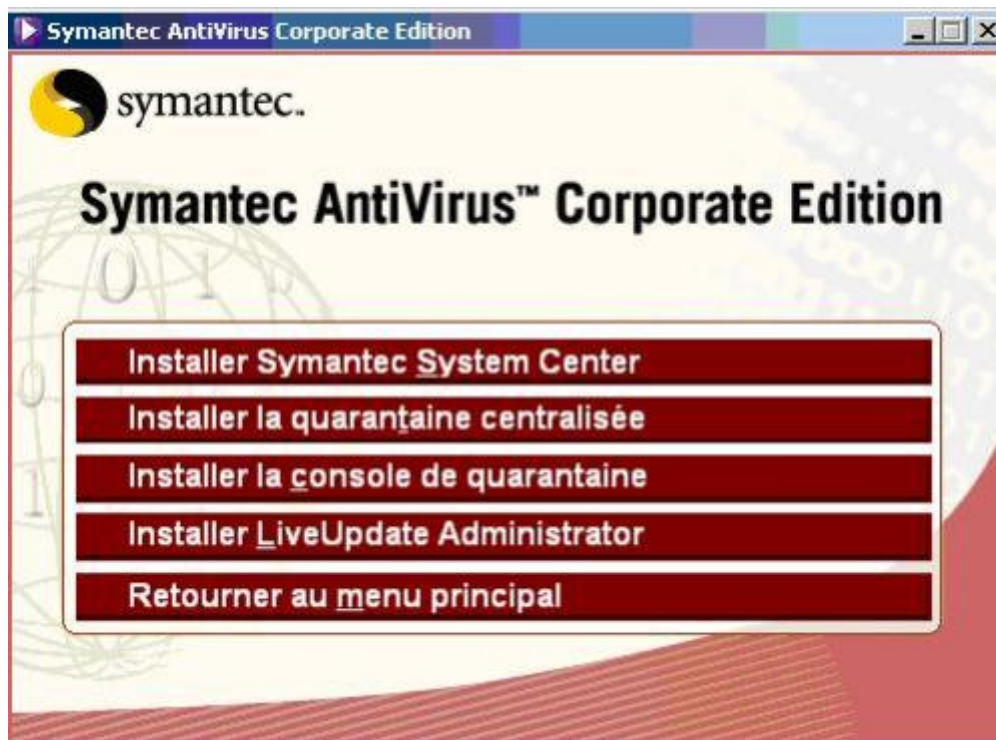 Symantec AntiVirus Corporate Edition
symantec.
Symantec AntiVirus™ Corporate Edition
Installer Symantec System Center
Installer la quarantaine centralisée
Installer la console de quarantaine
Installer LiveUpdate Administrator
Retourner au menu principal